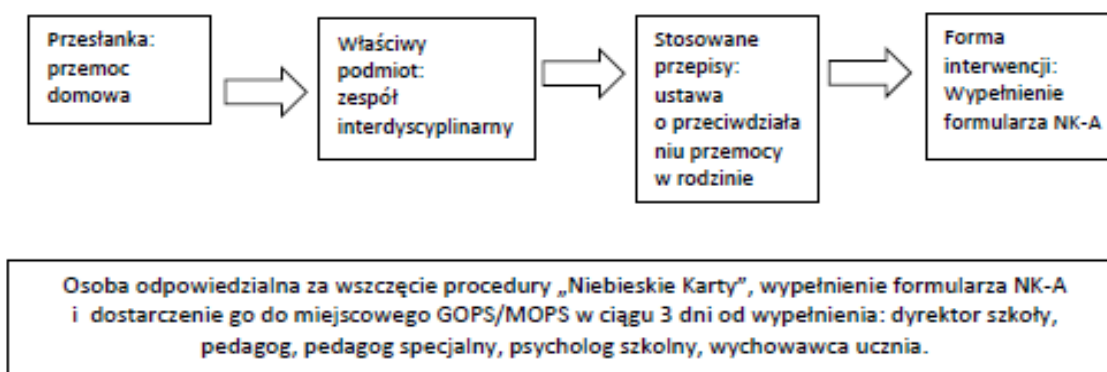 Przesłanka:
przemoc
domowa
Właściwy
podmiot:
zespół
interdyscyplinarny
Stosowane
przepisy:
ustawa
o przeciwdziała
niu przemocy
w rodzinie
Forma
interwencji:
Wypełnienie
formularza NK-A
Osoba odpowiedzialna za wszczęcie procedury „Niebieskie Karty”, wypełnienie formularza NK-A
i dostarczenie go do miejscowego GOPS/MOPS w ciągu 3 dni od wypełnienia: dyrektor szkoły,
pedagog, pedagog specjalny, psycholog szkolny, wychowawca ucznia.